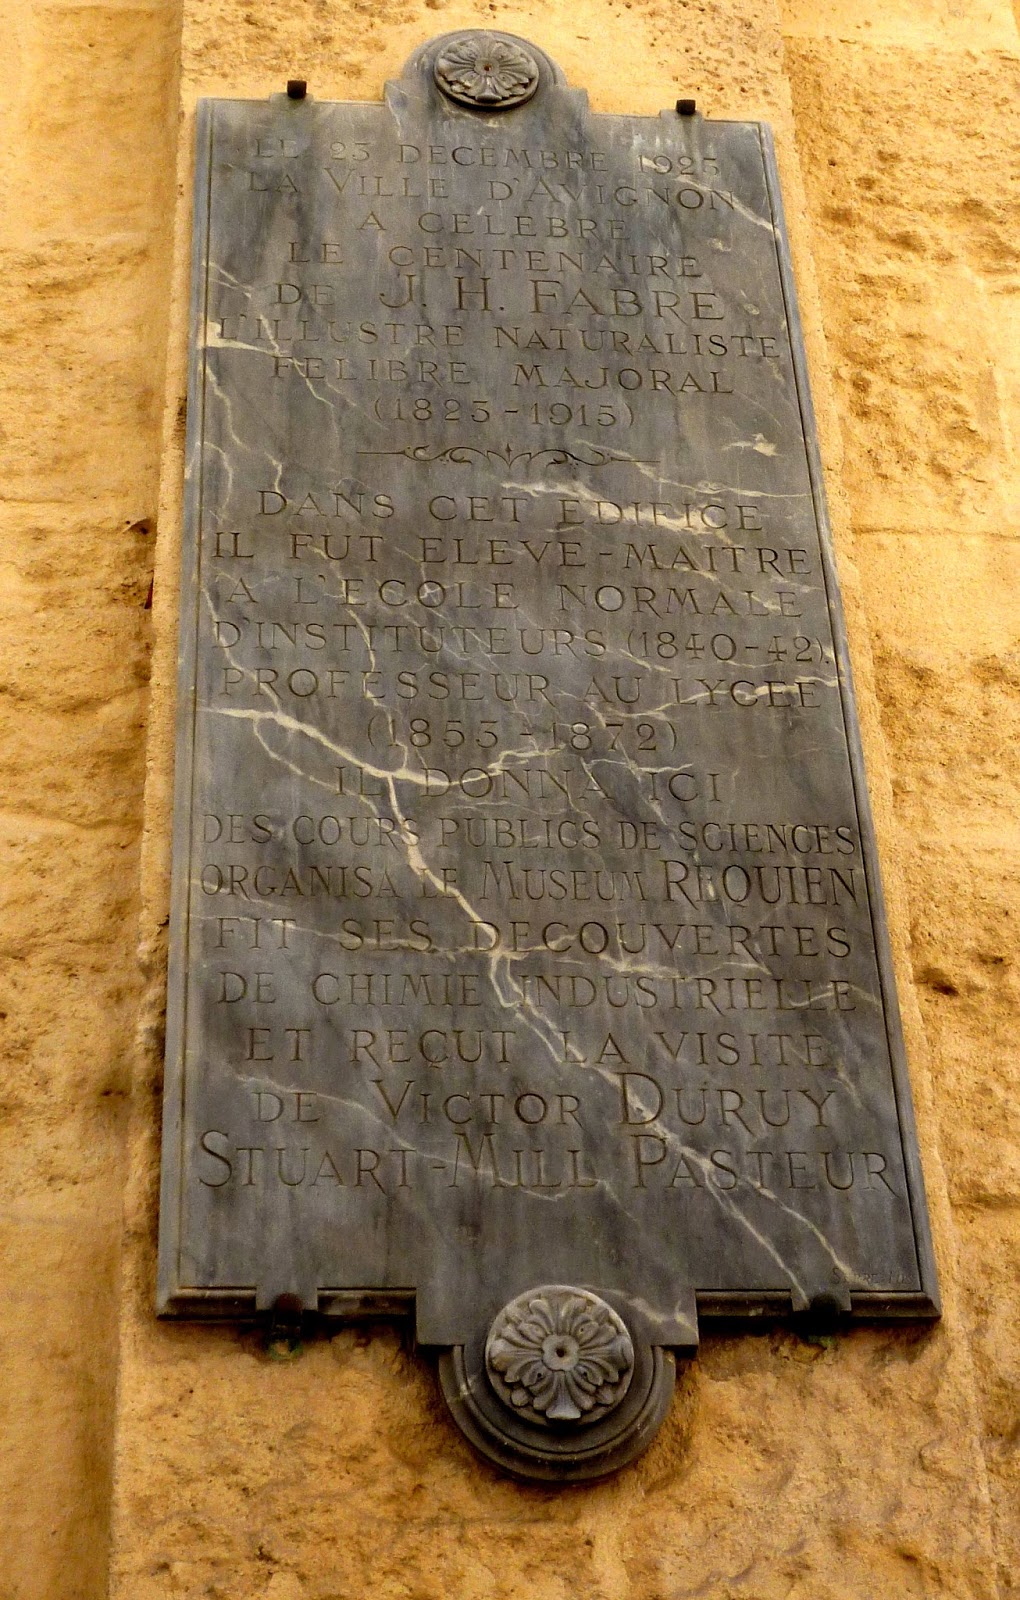 LE 23 DECEMBRE 1923
LA VILLE D'AVIGNON
A CELEBRE
LE CENTENAIRE
DE J. H. FABRE
L'ILLUSTRE NATURALISTE
FELIBRE MAJORAL
(1823-1915)
DANS CET EDIFICE
IL FUT ELEVE-MAITRE
A L'ECOLE NORMALE
D'INSTITUTEURS (1840-42).
PROFESSEUR AU LYCEE
(1853-1872)
IL DONNA ICI
DES COURS PUBLICS DE SCIENCES
ORGANISA LE MUSEUM REQUIEN
FIT SES DECOUVERTES
DE CHIMIE INDUSTRIELLE
ET REÇUT LA VISITE
DE VICTOR DURUY
STUART-MILL PASTEUR